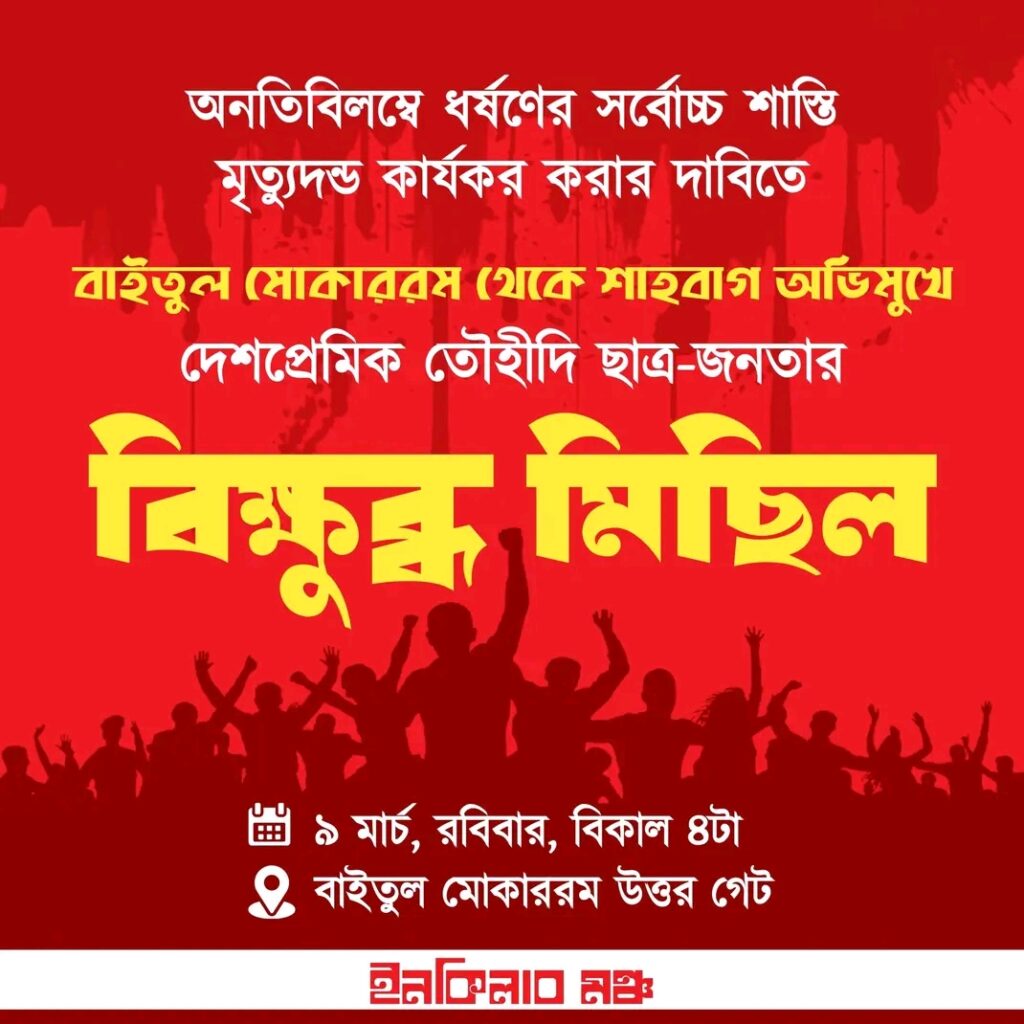 অনতিবিলম্বে ধর্ষণের সর্বোচ্চ শাস্তি
মৃত্যুদন্ড কার্যকর করার দাবিতে
বাইতুল মোকাররম থেকে শাহবাগ অভিমুখে
দেশপ্রেমিক তৌহীদি ছাত্র-জনতার
বিক্ষুব্ধ মিছিল
৯ মার্চ, রবিবার, বিকাল ৪টা
বাইতুল মোকাররম উত্তর গেট
ইনকিলাব মঞ্চ